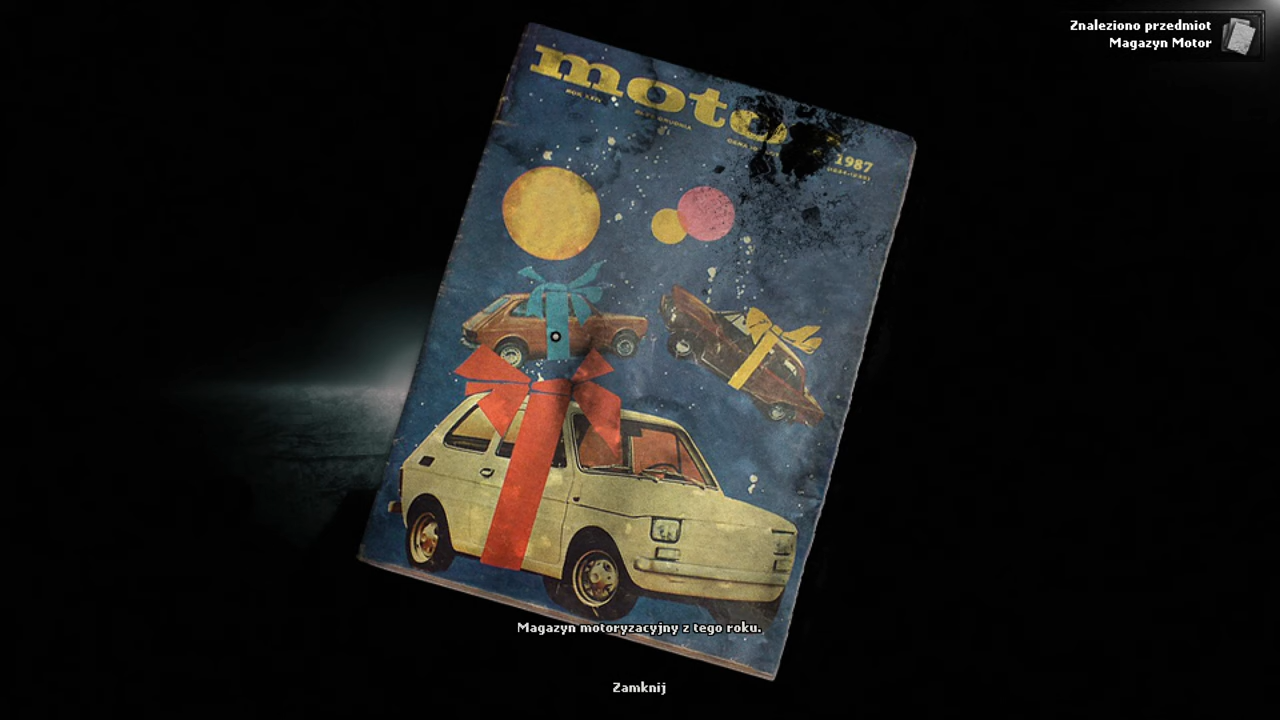 Znaleziono przedmiot
Magazyn Motor
moto
1987
Magazyn motoryzacyjny z tego roku.
Zamknij